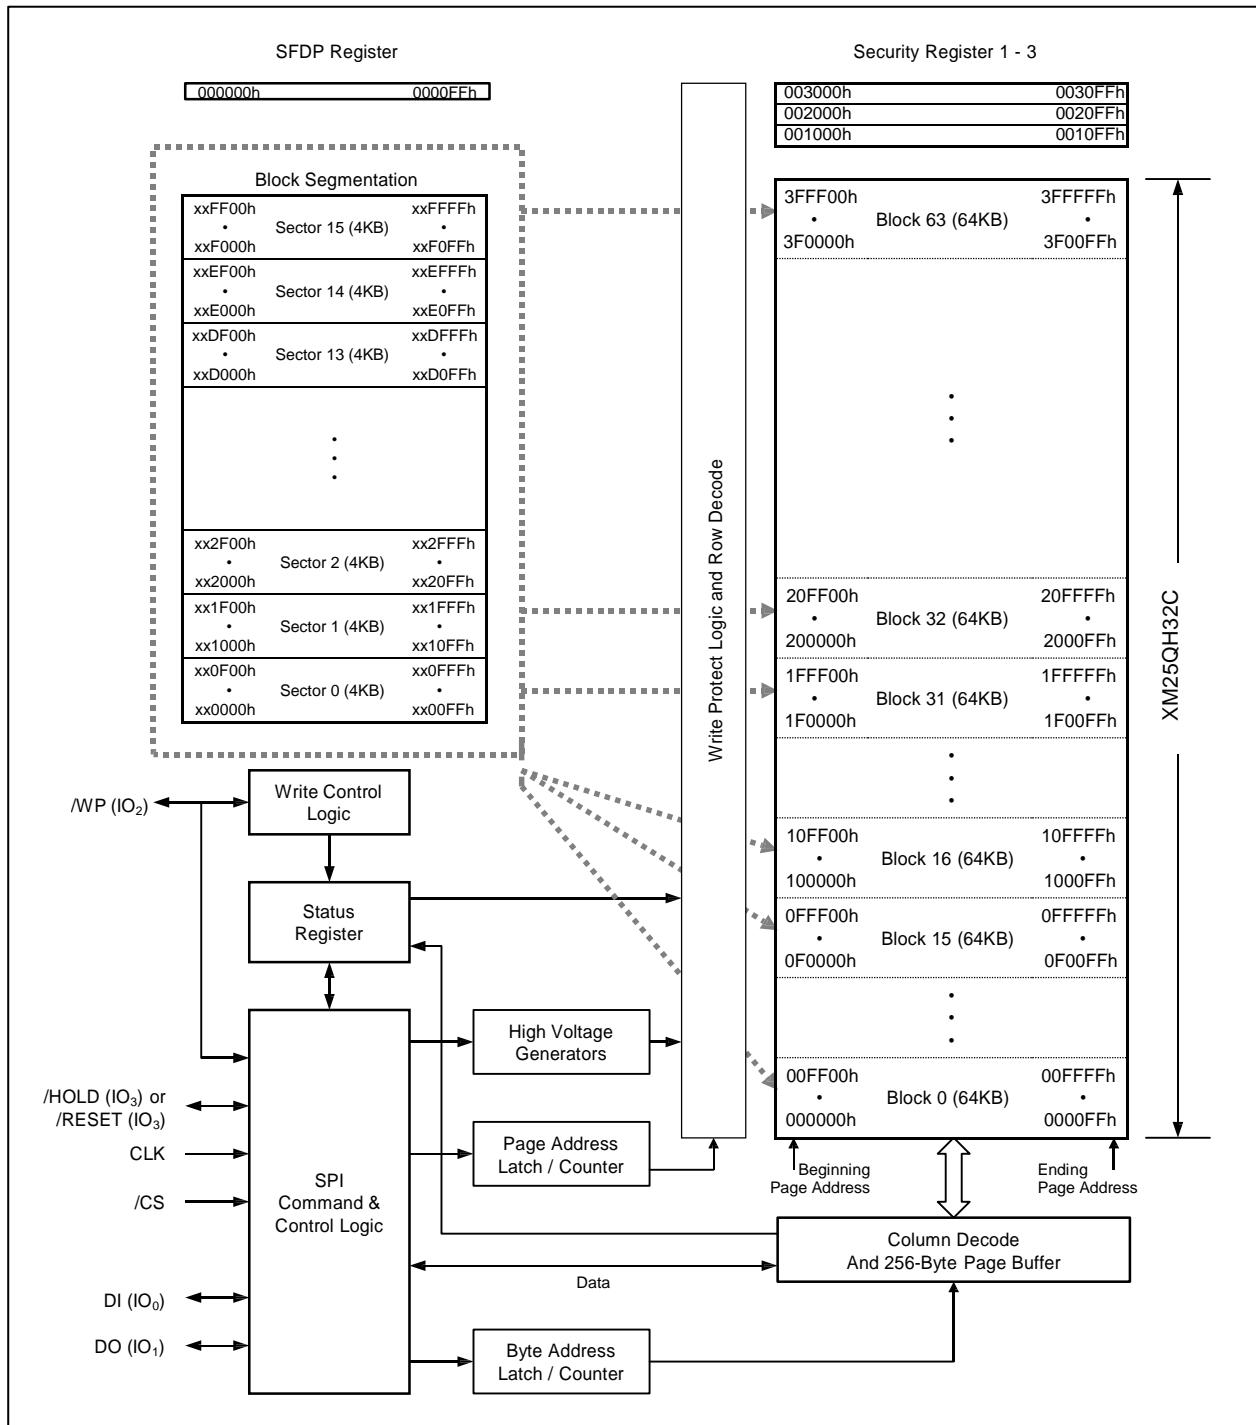 SFDP Register
000000h 0000FFh
Security Register 1 - 3
003000h 0030FFh
002000h 0020FFh
001000h 0010FFh
Block Segmentation
xxFF00h xxFFFFh
• Sector 15 (4KB) •
xxF000h xxF0FFh
xxEF00h xxEFFFh
• Sector 14 (4KB) •
xxE000h xxE0FFh
xxDF00h xxDFFFh
• Sector 13 (4KB) •
xxD000h xxD0FFh
xx2F00h xx2FFFh
• Sector 2 (4KB) •
xx2000h xx20FFh
xx1F00h xx1FFFh
• Sector 1 (4KB) •
xx1000h xx10FFh
xx0F00h xx0FFFh
• Sector 0 (4KB) •
xx0000h xx00FFh
Write Protect Logic and Row Decode
3FFF00h 3FFFFFh
• Block 63 (64KB) •
3F0000h 3F00FFh
20FF00h 20FFFFh
• Block 32 (64KB) •
200000h 2000FFh
1FFF00h 1FFFFFh
• Block 31 (64KB) •
1F0000h 1F00FFh
10FF00h 10FFFFh
• Block 16 (64KB) •
100000h 1000FFh
0FFF00h 0FFFFFh
• Block 15 (64KB) •
0F0000h 0F00FFh
00FF00h 00FFFFh
• Block 0 (64KB) •
000000h 0000FFh
XM25QH32C
Beginning
Page Address
Ending
Page Address
/WP (IO2)
Write Control
Logic
Status
Register
/HOLD (IO3) or
/RESET (IO3)
CLK
/CS
DI (IO0)
DO (IO1)
SPI
Command &
Control Logic
High Voltage
Generators
Page Address
Latch / Counter
Column Decode
And 256-Byte Page Buffer
Data
Byte Address
Latch / Counter